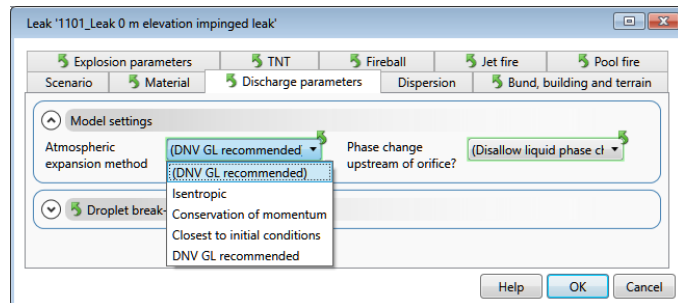 Leak '1101_Leak 0 m elevation impinged leak'
Explosion parameters TNT Fireball Jet fire Pool fire
Scenario Material Discharge parameters Dispersion Bund, building and terrain
Model settings
Atmospheric
expansion method
(DNV GL recommended)
Phase change
upstream of orifice?
(Disallow liquid phase ch
(DNV GL recommended)
Isentropic
Conservation of momentum
Closest to initial conditions
DNV GL recommended
Droplet break-
Help OK Cancel